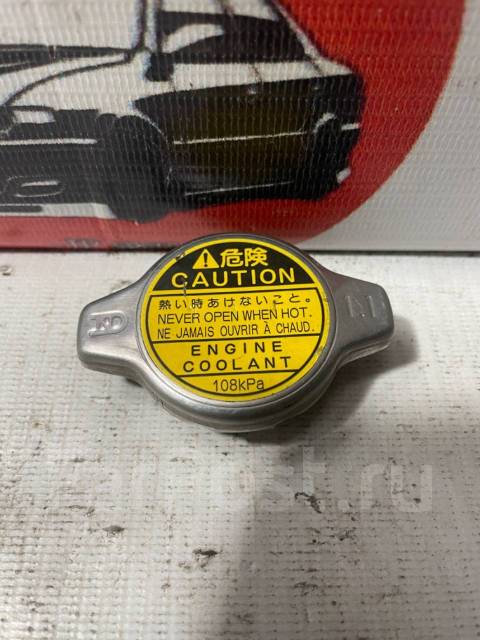 ⚠危険
CAUTION
熱い時あけないこと。
NEVER OPEN WHEN HOT.
NE JAMAIS OUVRIR À CHAUD.
ENGINE
COOLANT
108kPa